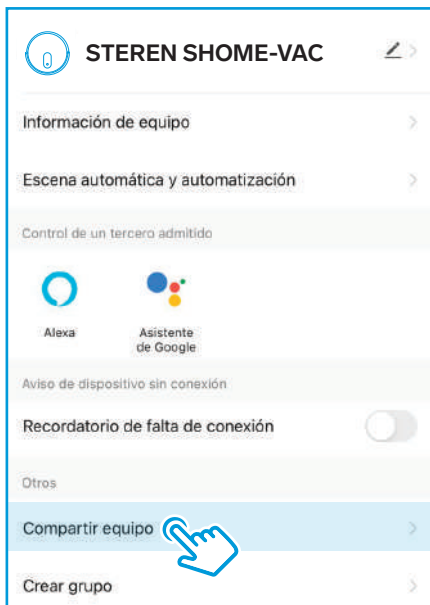 STEREN SHOME-VAC
Información de equipo
Escena automática y automatización
Control de un tercero admitido
Alexa
Asistente
de Google
Aviso de dispositivo sin conexión
Recordatorio de falta de conexión
Otros
Compartir equipo
Crear grupo